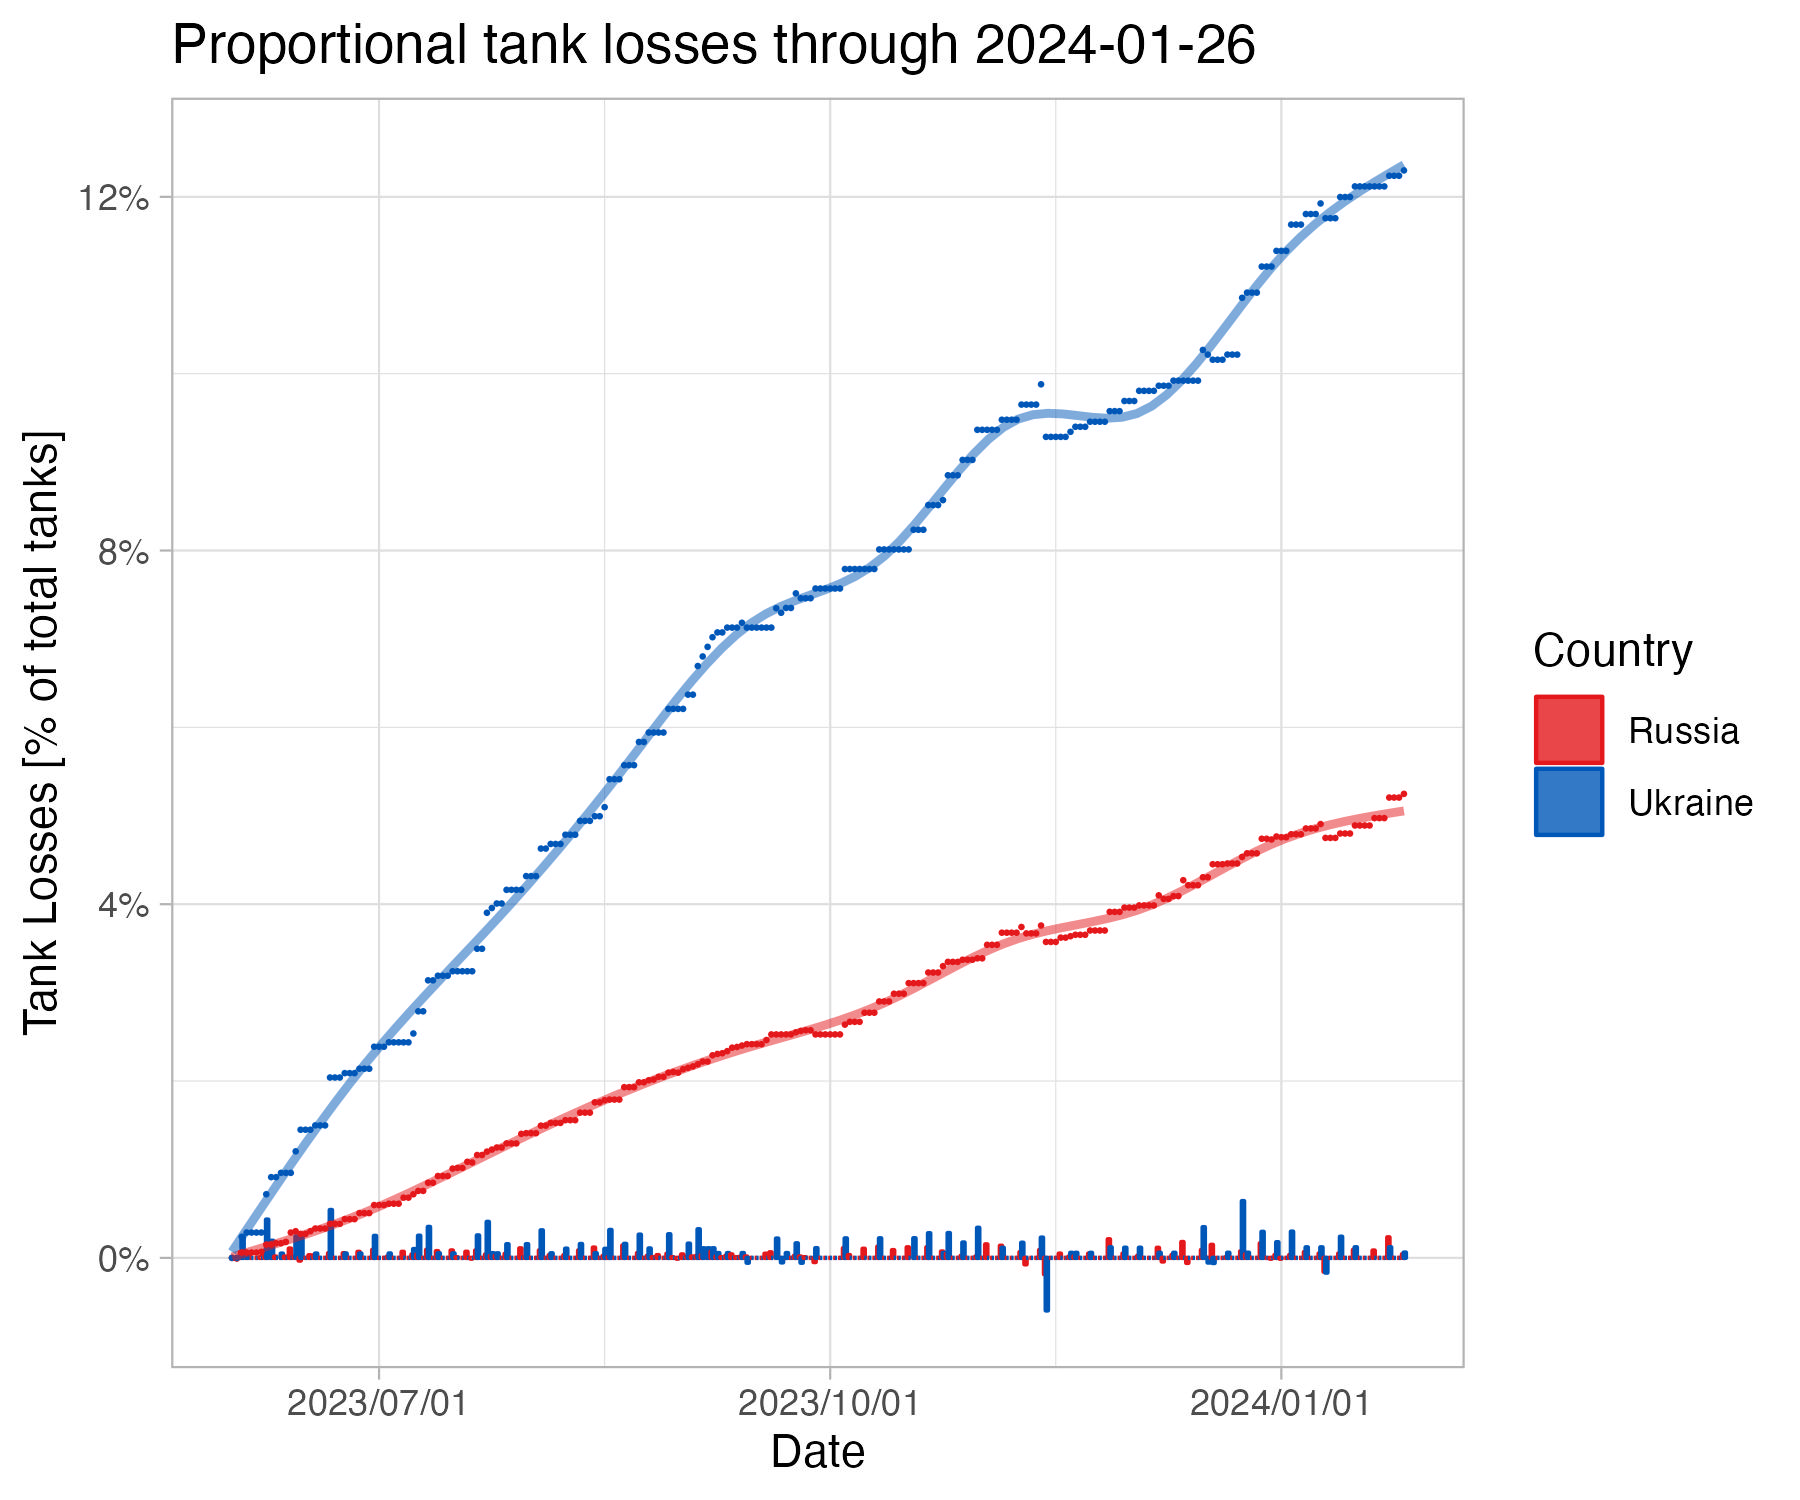 Proportional tank losses through 2024-01-26
Tank Losses [% of total tanks]
12%
8%
4%
0%
2023/07/01
2023/10/01
2024/01/01
Date
Country
Russia
Ukraine